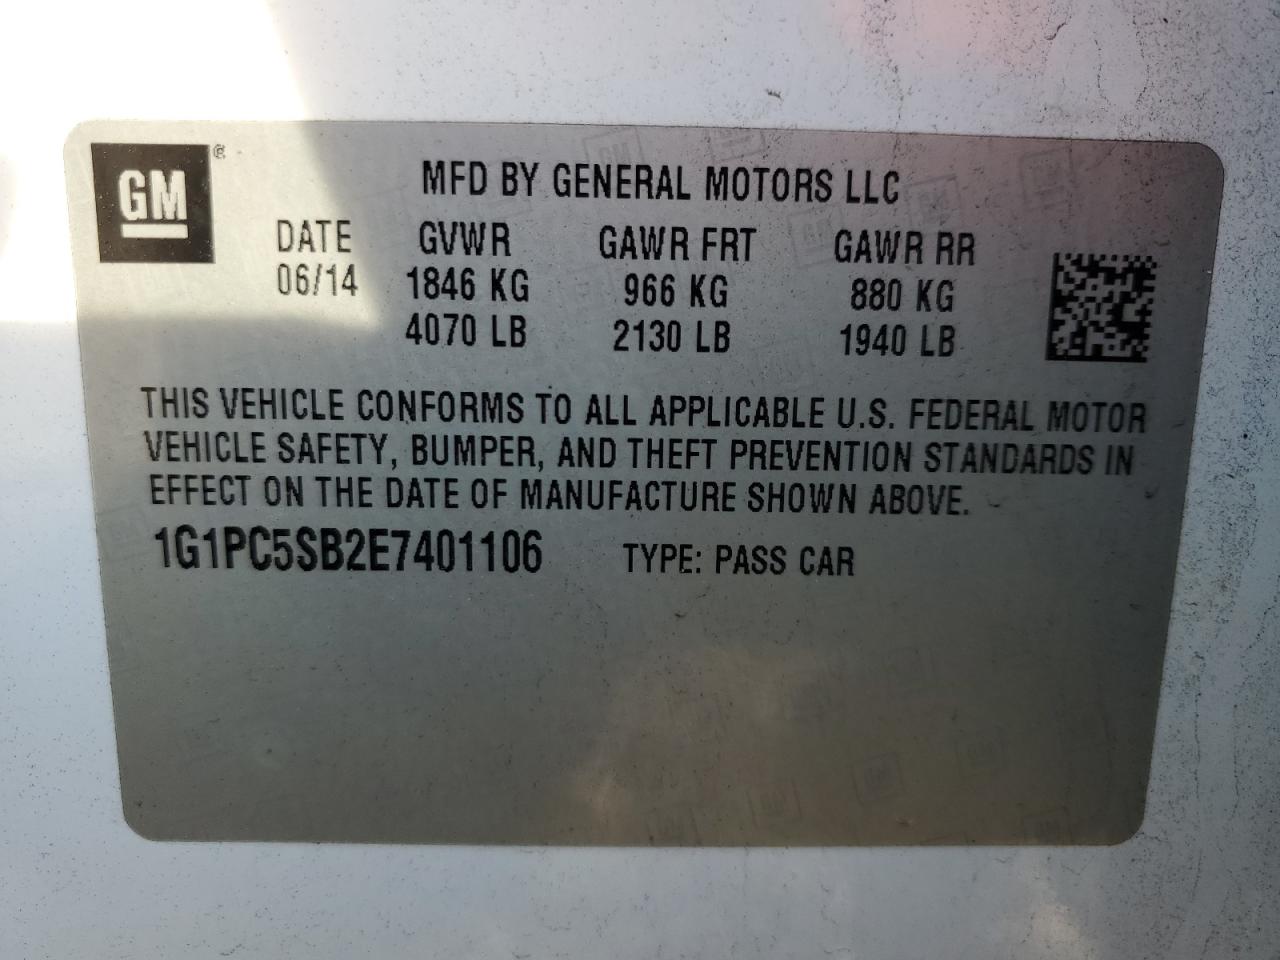 GM®
MFD BY GENERAL MOTORS LLC
DATE GVWR GAWR FRT GAWR RR
06/14 1846 KG 966 KG 880 KG
4070 LB 2130 LB 1940 LB
THIS VEHICLE CONFORMS TO ALL APPLICABLE U.S. FEDERAL MOTOR
VEHICLE SAFETY, BUMPER, AND THEFT PREVENTION STANDARDS IN
EFFECT ON THE DATE OF MANUFACTURE SHOWN ABOVE.
1G1PC5SB2E7401106 TYPE: PASS CAR